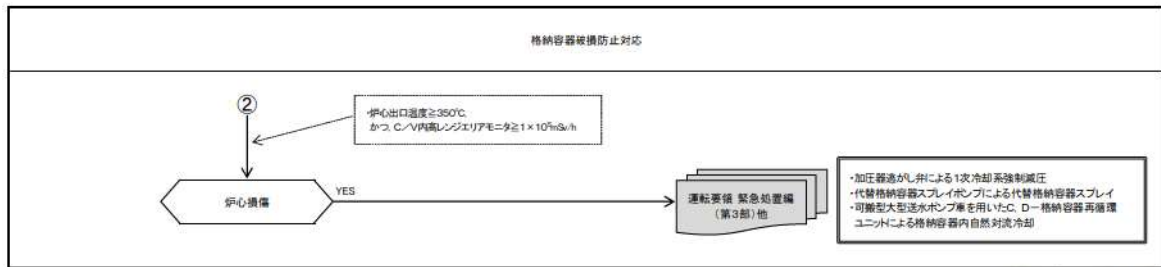 格納容器破損防止対応
②
・炉心出口温度≧350℃,
かつ, C/V内高レンジエリアモニタ≧1×10⁵mSv/h
炉心損傷
YES
運転要領 緊急処置編
(第3部)他
・加圧器逃がし弁による1次冷却系強制減圧
・代替格納容器スプレイポンプによる代替格納容器スプレイ
・可搬型大型送水ポンプ車を用いたC, D-格納容器再循環
ユニットによる格納容器内自然対流冷却